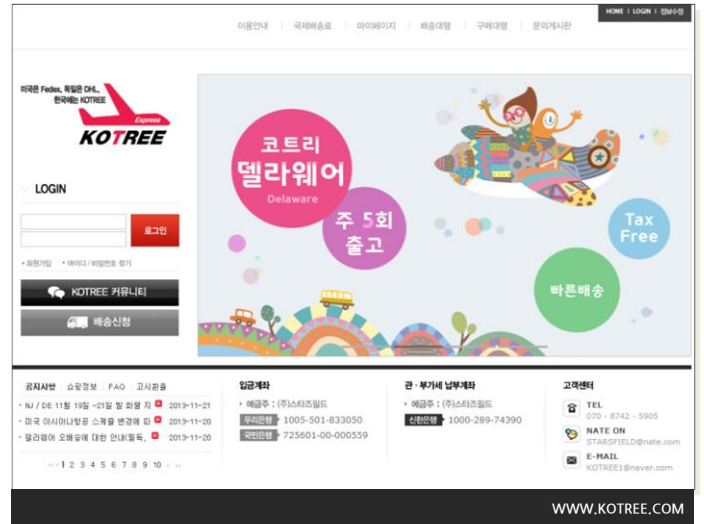 HOME | LOGIN | 정보수정
이용안내 | 국제배송료 | 마이페이지 | 배송대행 | 구매대행 | 문의게시판
미국은 Fedex, 독일은 DHL,
한국에는 KOTREE
Express
KOTREE
LOGIN
로그인
• 회원가입 • 아이디 / 비밀번호 찾기
KOTREE 커뮤니티
배송신청
코트리
델라웨어
Delaware
주 5회
출고
Tax
Free
빠른배송
공지사항 쇼핑정보 | FAQ | 고시환율
• NJ / DE 11월 19일 ~21일 발 화물 지 2013-11-21
• 미국 아시아나항공 스케쥴 변경에 따 2013-11-20
• 델라웨어 오배송에 대한 안내(필독, 2013-11-20
1 2 3 4 5 6 7 8 9 10
입금계좌
• 예금주 : (주)스타즈필드
우리은행 1005-501-833050
국민은행 725601-00-000559
관 · 부가세 납부계좌
• 예금주 : (주)스타즈필드
신한은행 1000-289-74390
고객센터
TEL
070 - 8742 - 5905
NATE ON
STARSFIELD@nate.com
E-MAIL
KOTREE1@naver.com
WWW.KOTREE.COM